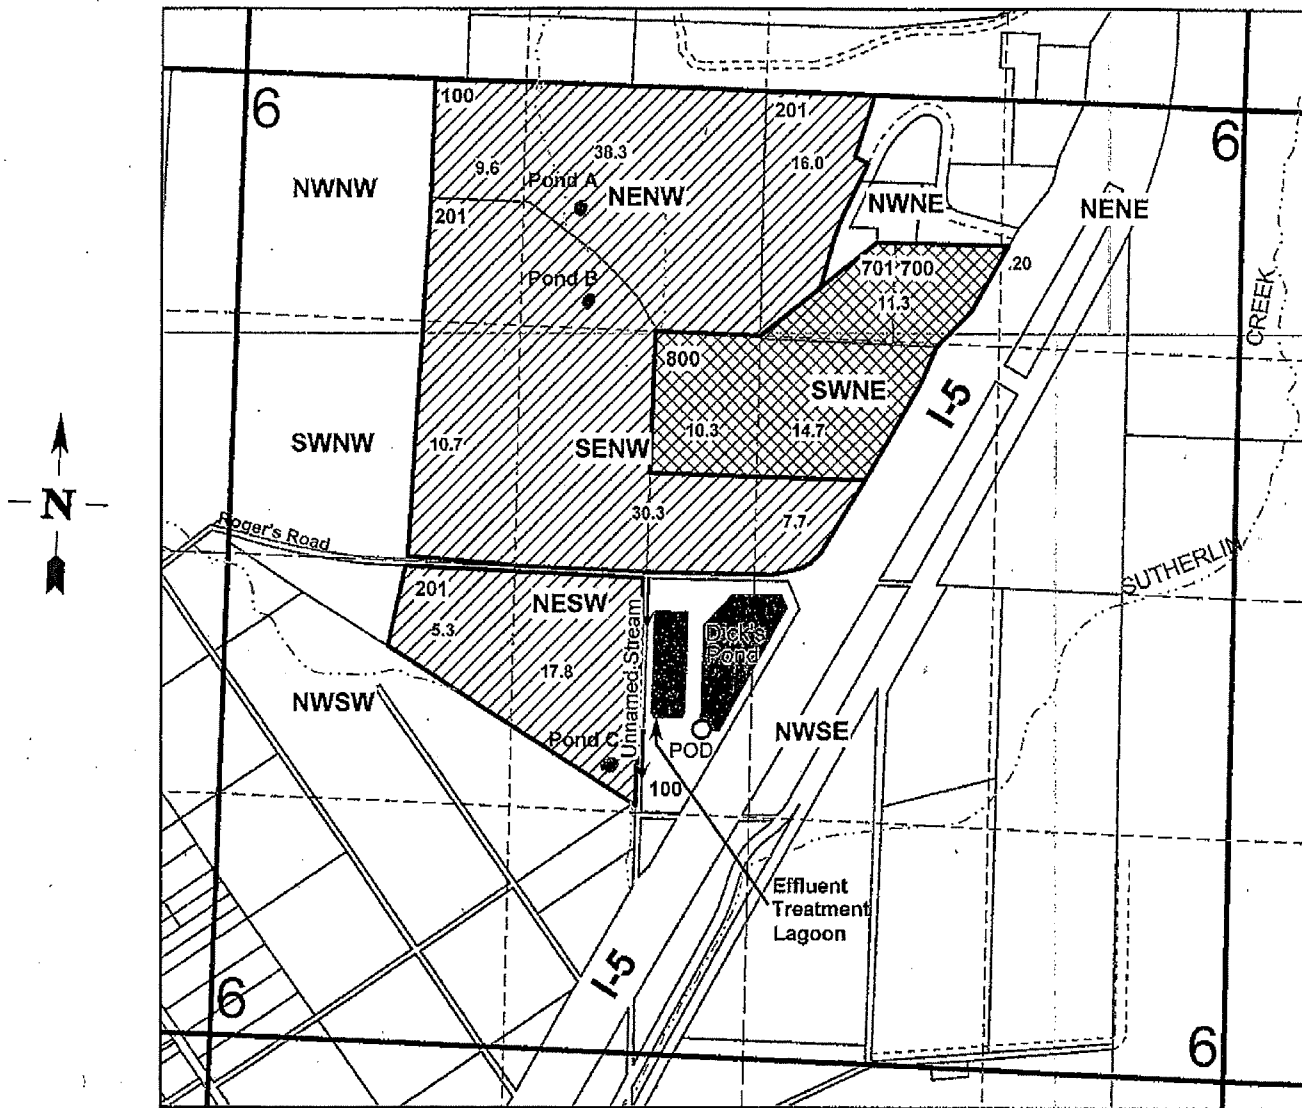 6
100
201
6
38.3
9.6
16.0
Pond A
NWNW
NENW
NWNE
NENE
201
701 700
.20
Pond B
11.3
CREEK
800
SWNE
I-5
SWNW
10.7
SENW
10.3
14.7
N
30.3
7.7
Roger's Road
SUTHERLIN
201
NESW
5.3
Unnamed Stream
Dick's
Pond
17.8
NWSW
NWSE
Pond C
POD
100
Effluent
Treatment
Lagoon
I-5
6
6